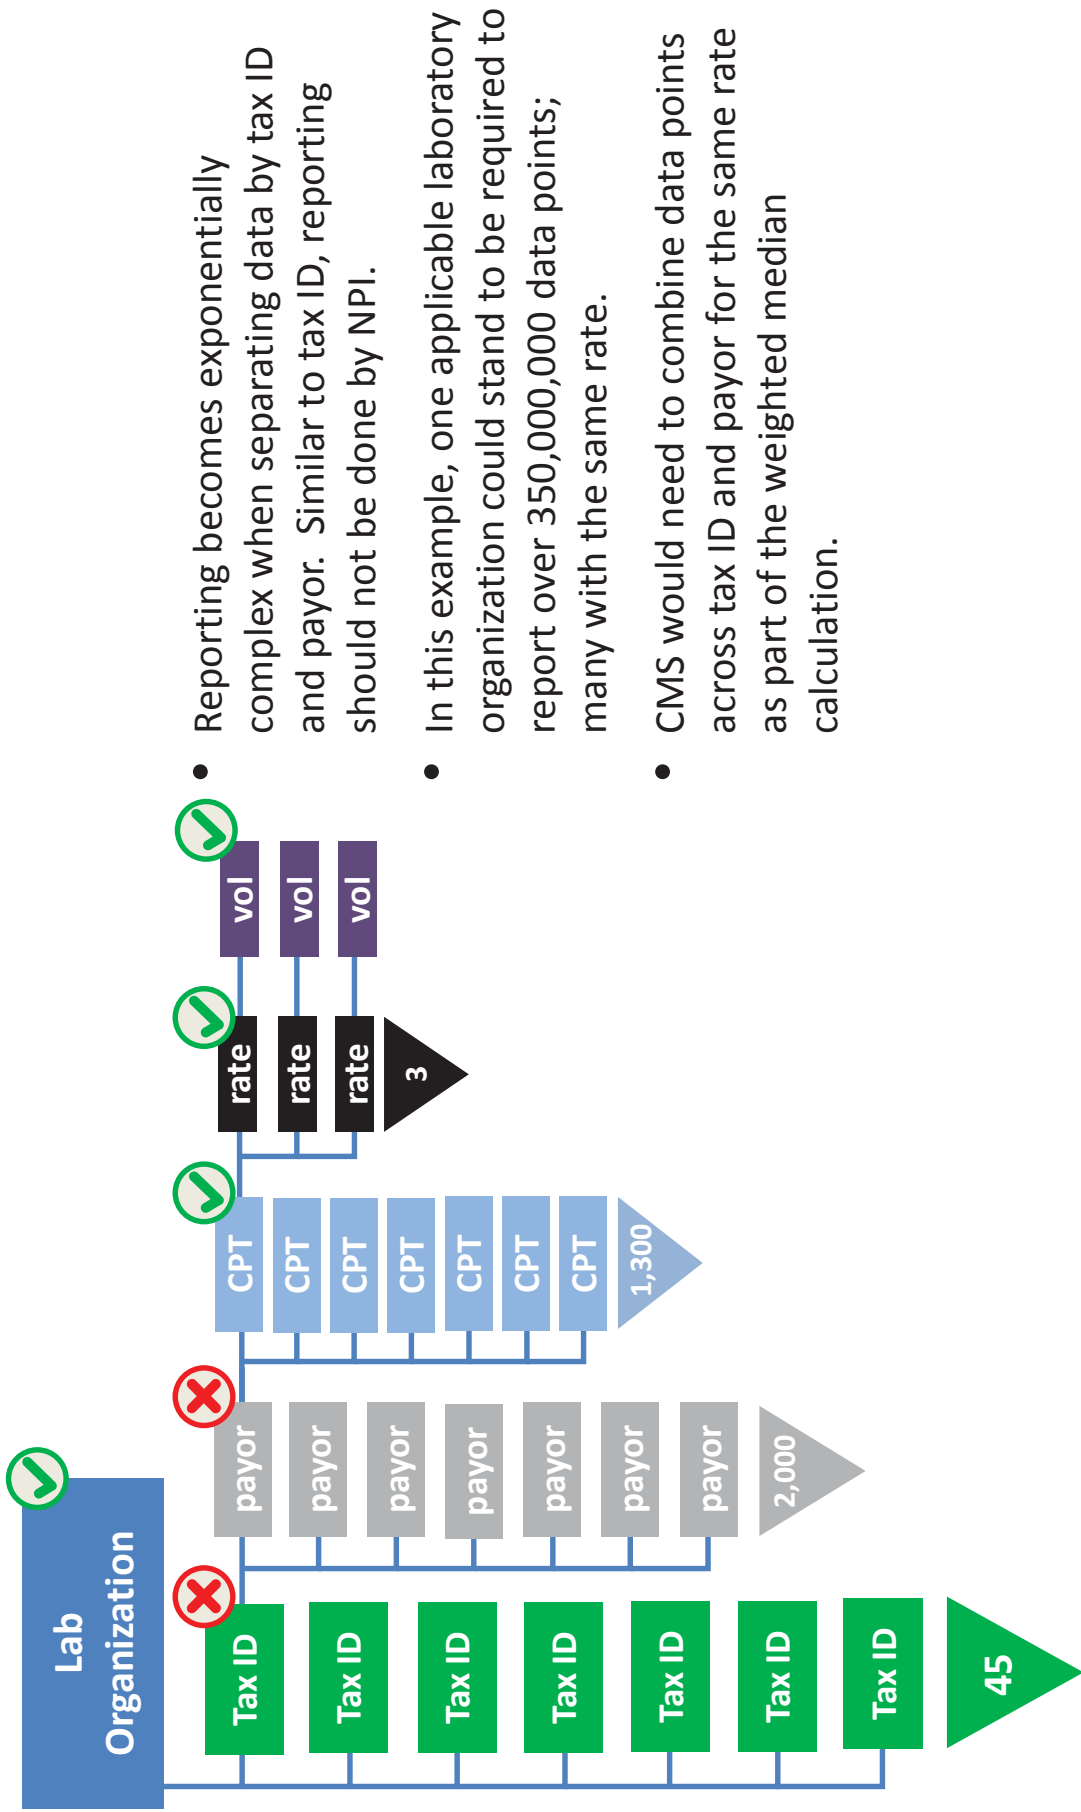 Lab
Organization
Tax ID
Tax ID
Tax ID
Tax ID
Tax ID
Tax ID
Tax ID
45
payor
payor
payor
payor
payor
payor
payor
2,000
CPT
CPT
CPT
CPT
CPT
CPT
CPT
1,300
rate
rate
rate
3
vol
vol
vol
• Reporting becomes exponentially
complex when separating data by tax ID
and payor. Similar to tax ID, reporting
should not be done by NPI.
• In this example, one applicable laboratory
organization could stand to be required to
report over 350,000,000 data points;
many with the same rate.
• CMS would need to combine data points
across tax ID and payor for the same rate
as part of the weighted median
calculation.